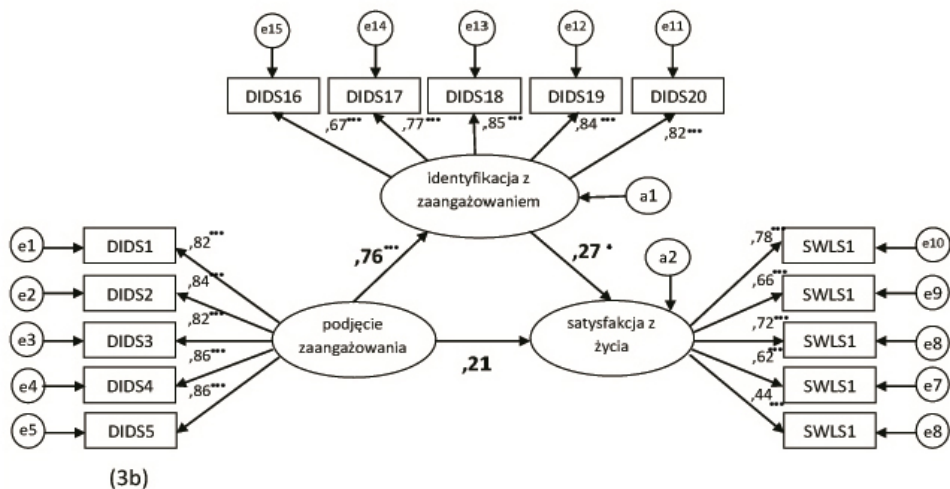 e15 e14 e13 e12 e11
DIDS16 DIDS17 DIDS18 DIDS19 DIDS20
,67*** ,77*** ,85*** ,84*** ,82***
identyfikacja z
zaangażowaniem
a1
e1 DIDS1 ,82***
e2 DIDS2 ,84***
e3 DIDS3 ,82***
e4 DIDS4 ,86***
e5 DIDS5 ,86***
,76***
,27*
a2
podjęcie
zaangażowania
,21
satysfakcja z
życia
,78*** SWLS1 e10
,66*** SWLS1 e9
,72*** SWLS1 e8
,62*** SWLS1 e7
,44*** SWLS1 e8
(3b)